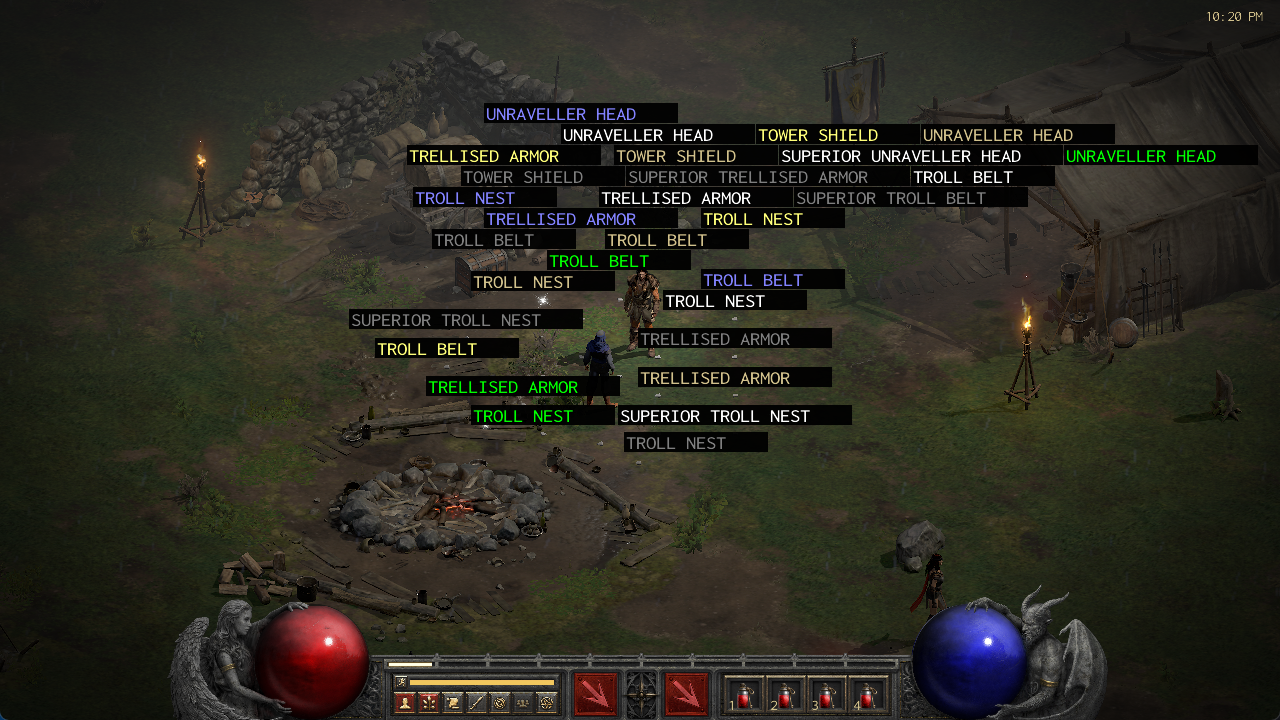 10:20 PM
UNRAVELLER HEAD
UNRAVELLER HEAD TOWER SHIELD UNRAVELLER HEAD
TRELLISED ARMOR TOWER SHIELD SUPERIOR UNRAVELLER HEAD UNRAVELLER HEAD
TOWER SHIELD SUPERIOR TRELLISED ARMOR TROLL BELT
TROLL NEST TRELLISED ARMOR SUPERIOR TROLL BELT
TRELLISED ARMOR TROLL NEST
TROLL BELT TROLL BELT
TROLL BELT
TROLL NEST TROLL BELT
TROLL NEST
SUPERIOR TROLL NEST
TRELLISED ARMOR
TROLL BELT
TRELLISED ARMOR
TRELLISED ARMOR
TROLL NEST SUPERIOR TROLL NEST
TROLL NEST
1 2 3 4